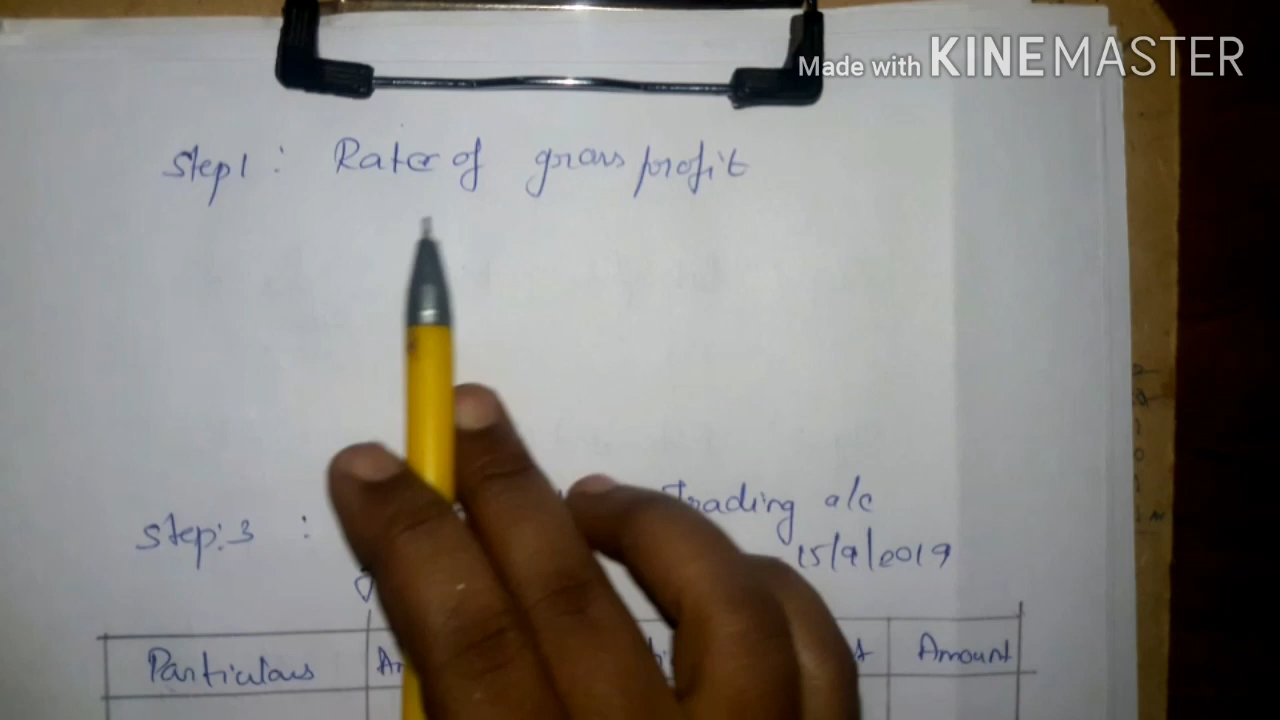 Made with KINEMASTER
Step1 : Rate of gross profit
Trading a/c
Step:3 :
15/9/2019
Particulars
Amount